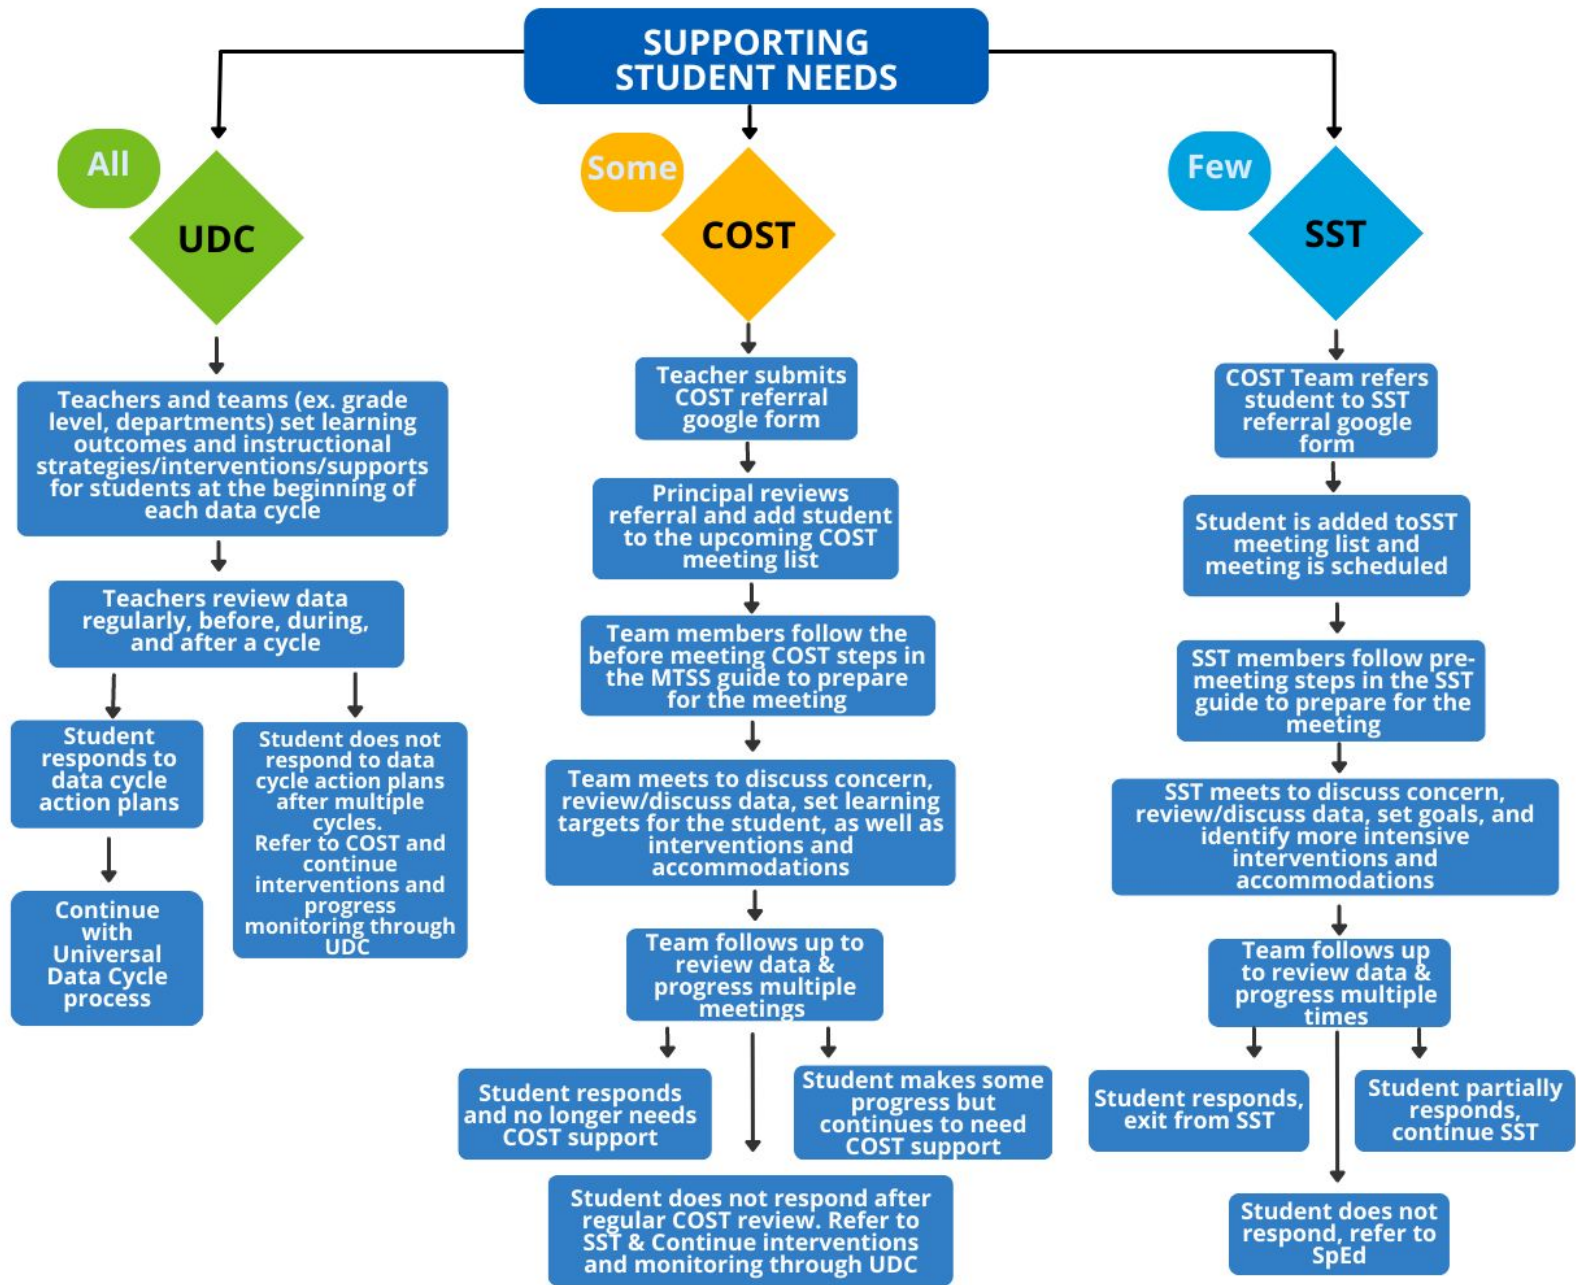 SUPPORTING
STUDENT NEEDS
All
UDC
Teachers and teams (ex. grade
level, departments) set learning
outcomes and instructional
strategies/interventions/supports
for students at the beginning of
each data cycle
Teachers review data
regularly, before, during,
and after a cycle
Student
responds to
data cycle
action plans
Continue
with
Universal
Data Cycle
process
Student does not
respond to data
cycle action plans
after multiple
cycles.
Refer to COST and
continue
interventions and
progress
monitoring through
UDC
Some
COST
Teacher submits
COST referral
google form
Principal reviews
referral and add student
to the upcoming COST
meeting list
Team members follow the
before meeting COST steps in
the MTSS guide to prepare
for the meeting
Team meets to discuss concern,
review/discuss data, set learning
targets for the student, as well as
interventions and
accommodations
Team follows up to
review data &
progress multiple
meetings
Student responds
and no longer needs
COST support
Student makes some
progress but
continues to need
COST support
Student does not respond after
regular COST review. Refer to
SST & Continue interventions
and monitoring through UDC
Few
SST
COST Team refers
student to SST
referral google
form
Student is added toSST
meeting list and
meeting is scheduled
SST members follow pre-
meeting steps in the SST
guide to prepare for the
meeting
SST meets to discuss concern,
review/discuss data, set goals, and
identify more intensive
interventions and
accommodations
Team follows up
to review data &
progress multiple
times
Student responds,
exit from SST
Student partially
responds,
continue SST
Student does not
respond, refer to
SpEd